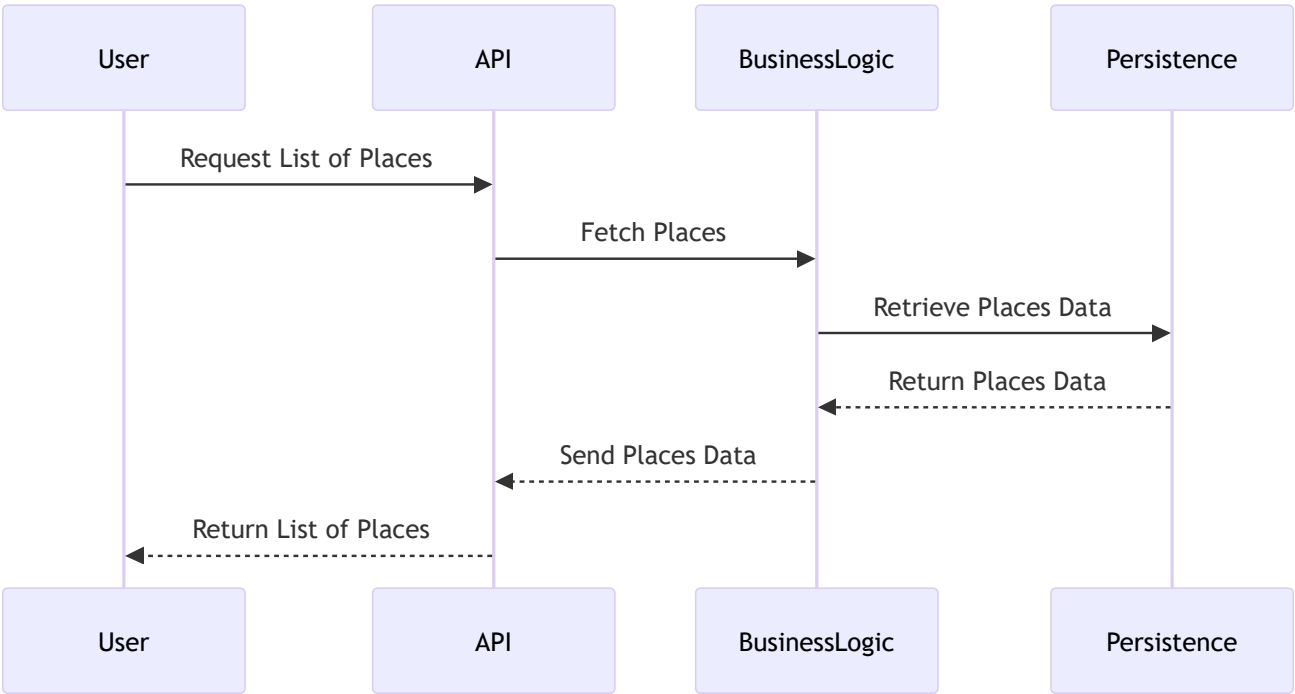 User
API
BusinessLogic
Persistence
Request List of Places
Fetch Places
Retrieve Places Data
Return Places Data
Send Places Data
Return List of Places
User
API
BusinessLogic
Persistence